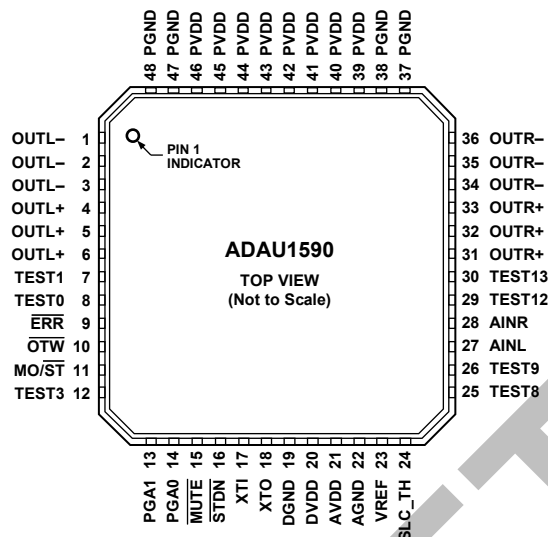 48 PGND
47 PGND
46 PVDD
45 PVDD
44 PVDD
43 PVDD
42 PVDD
41 PVDD
40 PVDD
39 PVDD
38 PGND
37 PGND
OUTL– 1
OUTL– 2
OUTL– 3
OUTL+ 4
OUTL+ 5
OUTL+ 6
TEST1 7
TEST0 8
ERR 9
OTW 10
MO/ST 11
TEST3 12
PIN 1
INDICATOR
ADAU1590
TOP VIEW
(Not to Scale)
36 OUTR–
35 OUTR–
34 OUTR–
33 OUTR+
32 OUTR+
31 OUTR+
30 TEST13
29 TEST12
28 AINR
27 AINL
26 TEST9
25 TEST8
PGA1 13
PGA0 14
MUTE 15
STDN 16
XTI 17
XTO 18
DGND 19
DVDD 20
AVDD 21
AGND 22
VREF 23
SLC_TH 24